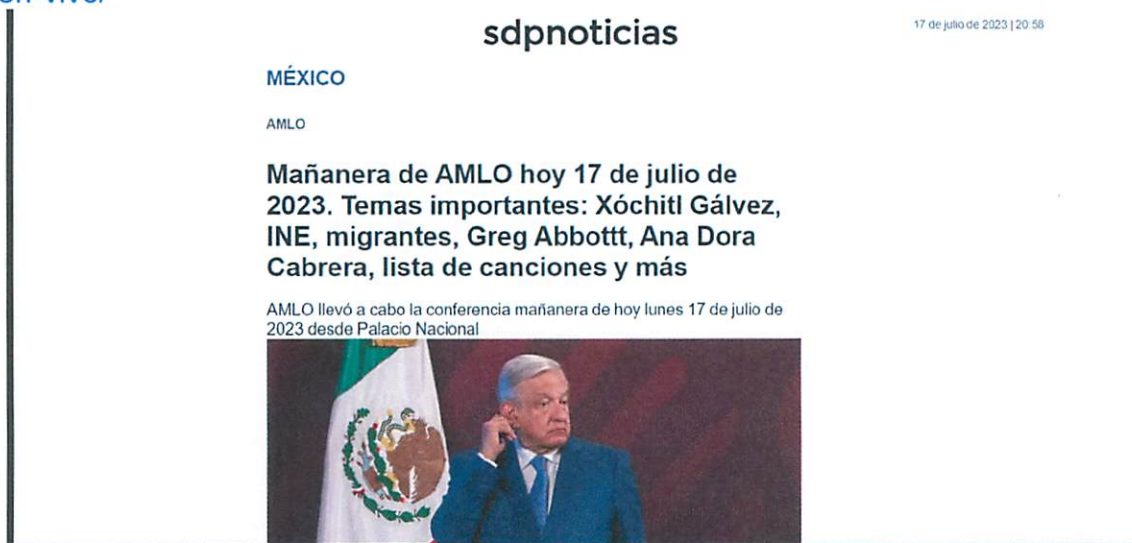 en-vivo/
sdpnoticias
17 de julio de 2023 | 20:58
MÉXICO
AMLO
Mañanera de AMLO hoy 17 de julio de
2023. Temas importantes: Xóchitl Gálvez,
INE, migrantes, Greg Abbottt, Ana Dora
Cabrera, lista de canciones y más
AMLO llevó a cabo la conferencia mañanera de hoy lunes 17 de julio de
2023 desde Palacio Nacional